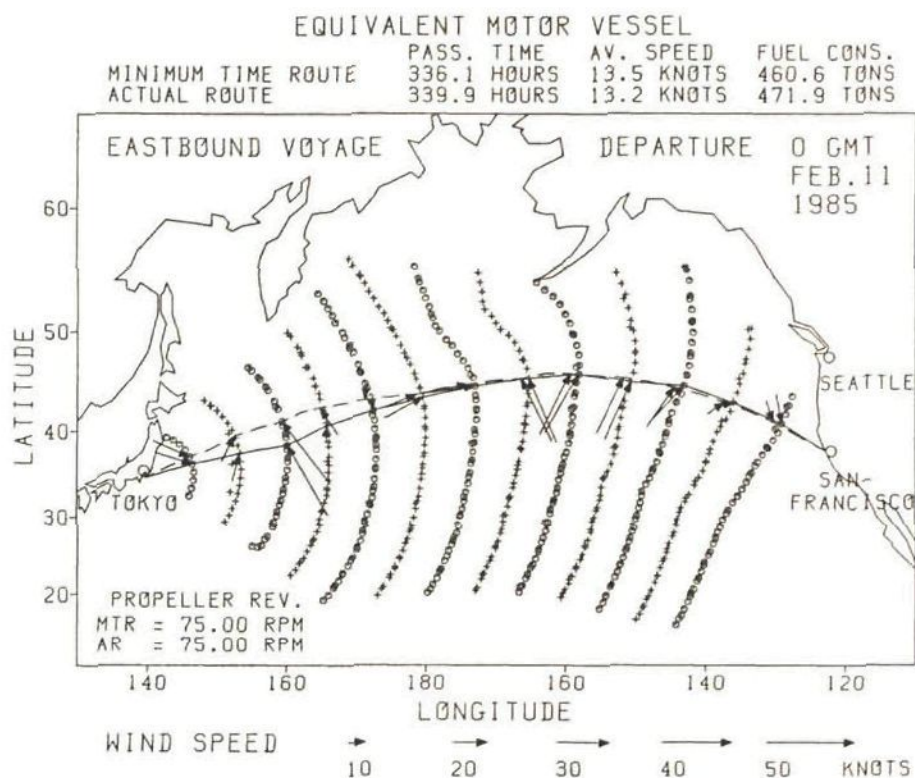 EQUIVALENT MOTOR VESSEL
PASS. TIME AV. SPEED FUEL CONS.
MINIMUM TIME ROUTE 336.1 HOURS 13.5 KNOTS 460.6 TONS
ACTUAL ROUTE 339.9 HOURS 13.2 KNOTS 471.9 TONS
EASTBOUND VOYAGE DEPARTURE 0 GMT
FEB.11
1985
60
50
40
30
20
LATITUDE
SEATTLE
SAN-
FRANCISCO
TOKYO
PROPELLER REV.
MTR = 75.00 RPM
AR = 75.00 RPM
140 160 180 160 140 120
LONGITUDE
WIND SPEED
10 20 30 40 50 KNOTS